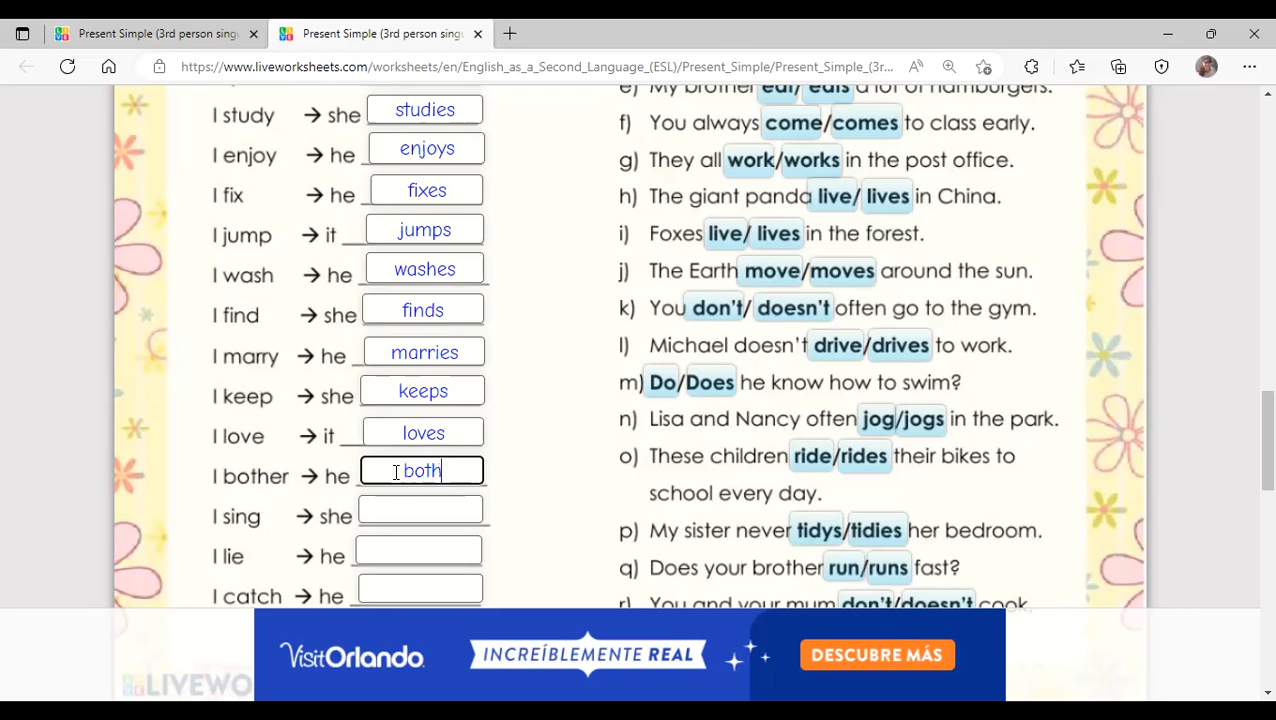 Present Simple (3rd person singu
Present Simple (3rd person singu
https://www.liveworksheets.com/worksheets/en/English_as_a_Second_Language_(ESL)/Present_Simple/Present_Simple_(3r...
I study → she studies
I enjoy → he enjoys
I fix → he fixes
I jump → it jumps
I wash → he washes
I find → she finds
I marry → he marries
I keep → she keeps
I love → it loves
I bother → he both
I sing → she
I lie → he
I catch → he
e) My brother eat/eats a lot of hamburgers.
f) You always come/comes to class early.
g) They all work/works in the post office.
h) The giant panda live/ lives in China.
i) Foxes live/ lives in the forest.
j) The Earth move/moves around the sun.
k) You don't/ doesn't often go to the gym.
l) Michael doesn't drive/drives to work.
m) Do/Does he know how to swim?
n) Lisa and Nancy often jog/jogs in the park.
o) These children ride/rides their bikes to
school every day.
p) My sister never tidys/tidies her bedroom.
q) Does your brother run/runs fast?
r) You and your mum don't/doesn't cook.
VISITORLANDO.
INCREÍBLEMENTE REAL
DESCUBRE MÁS
LIVEWO